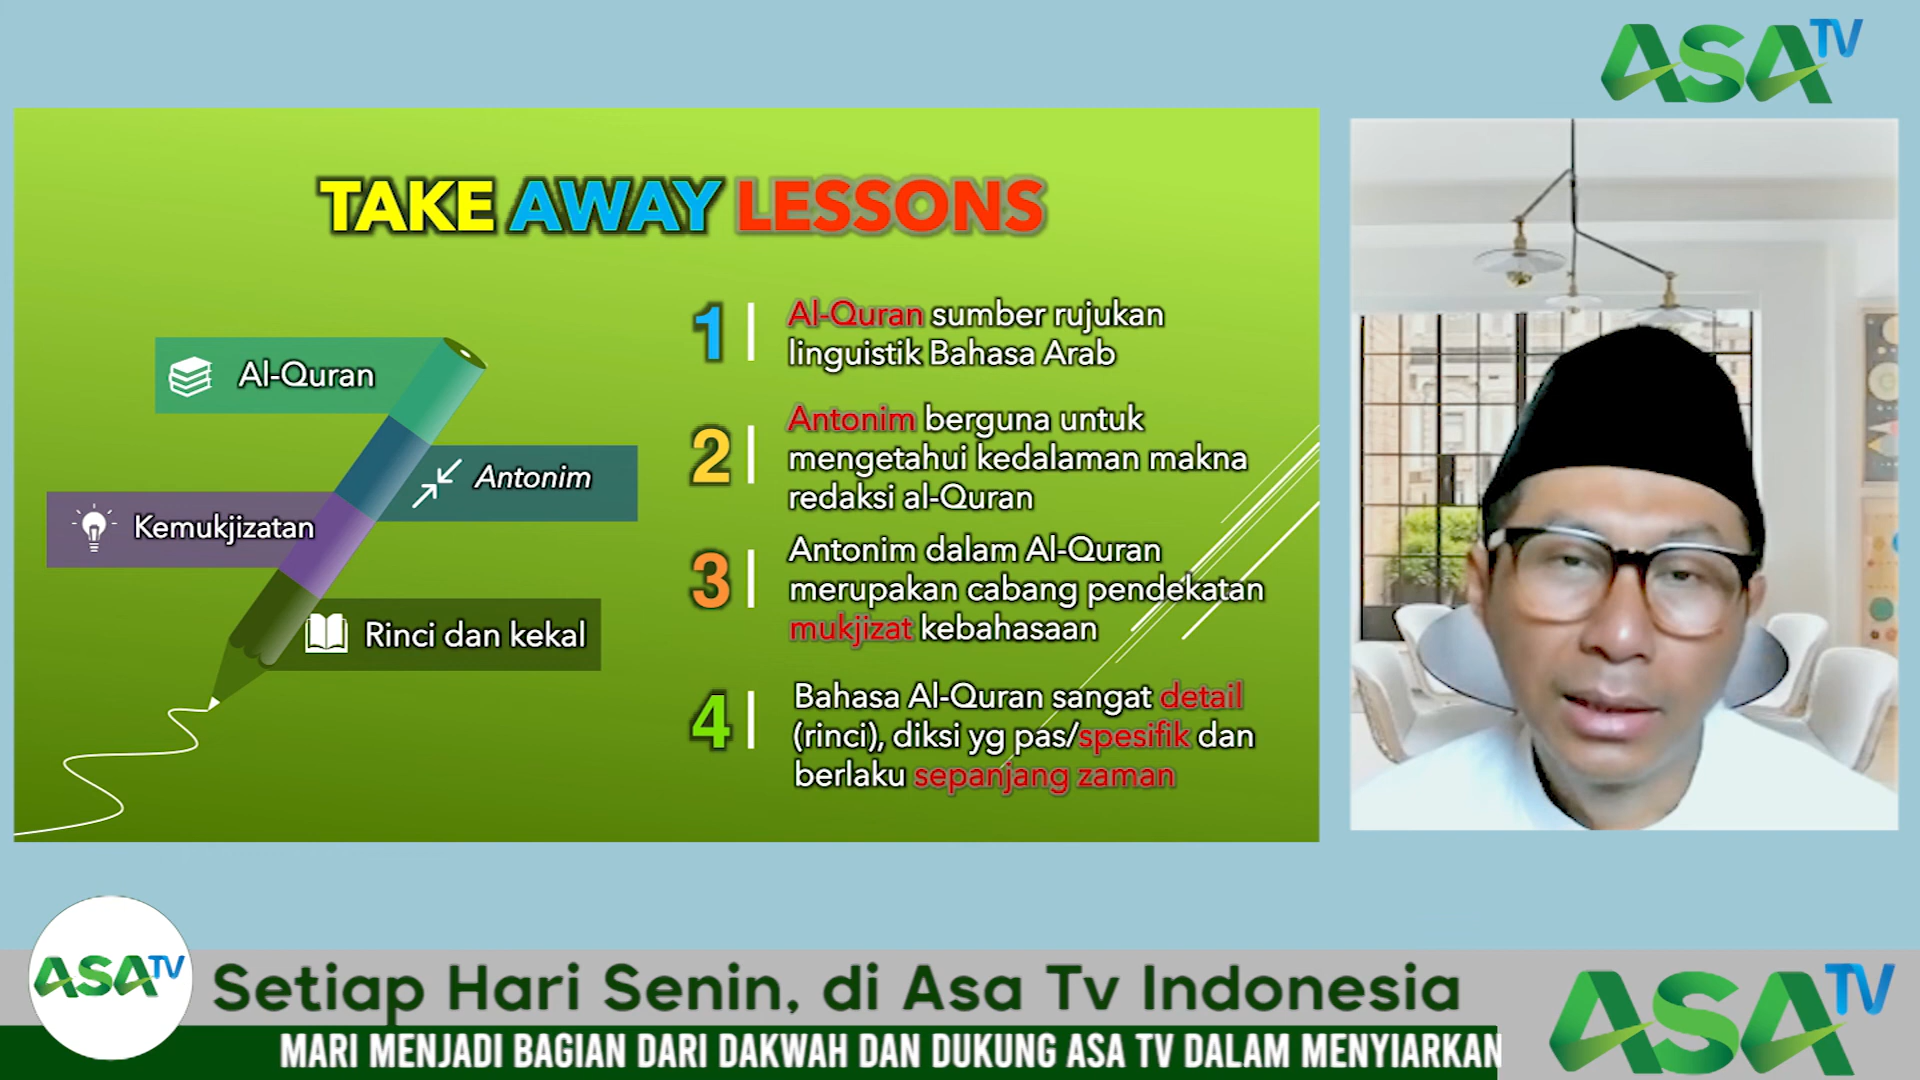 ASA TV
TAKE AWAY LESSONS
Al-Quran
Antonim
Kemukjizatan
Rinci dan kekal
1
Al-Quran sumber rujukan
linguistik Bahasa Arab
2
Antonim berguna untuk
mengetahui kedalaman makna
redaksi al-Quran
3
Antonim dalam Al-Quran
merupakan cabang pendekatan
mukjizat kebahasaan
4
Bahasa Al-Quran sangat detail
(rinci), diksi yg pas/spesifik dan
berlaku sepanjang zaman
ASA TV
Setiap Hari Senin, di Asa Tv Indonesia
MARI MENJADI BAGIAN DARI DAKWAH DAN DUKUNG ASA TV DALAM MENYIARKAN
ASA TV